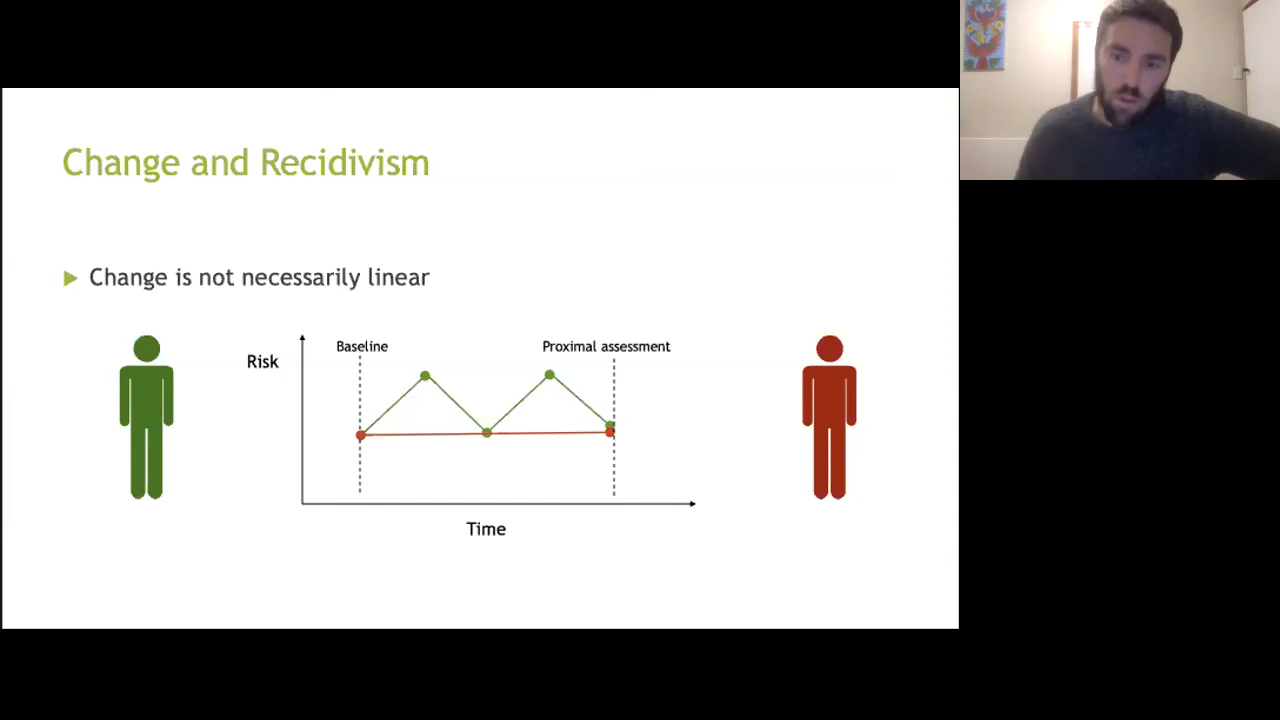 Change and Recidivism
Change is not necessarily linear
Baseline
Proximal assessment
Risk
Time